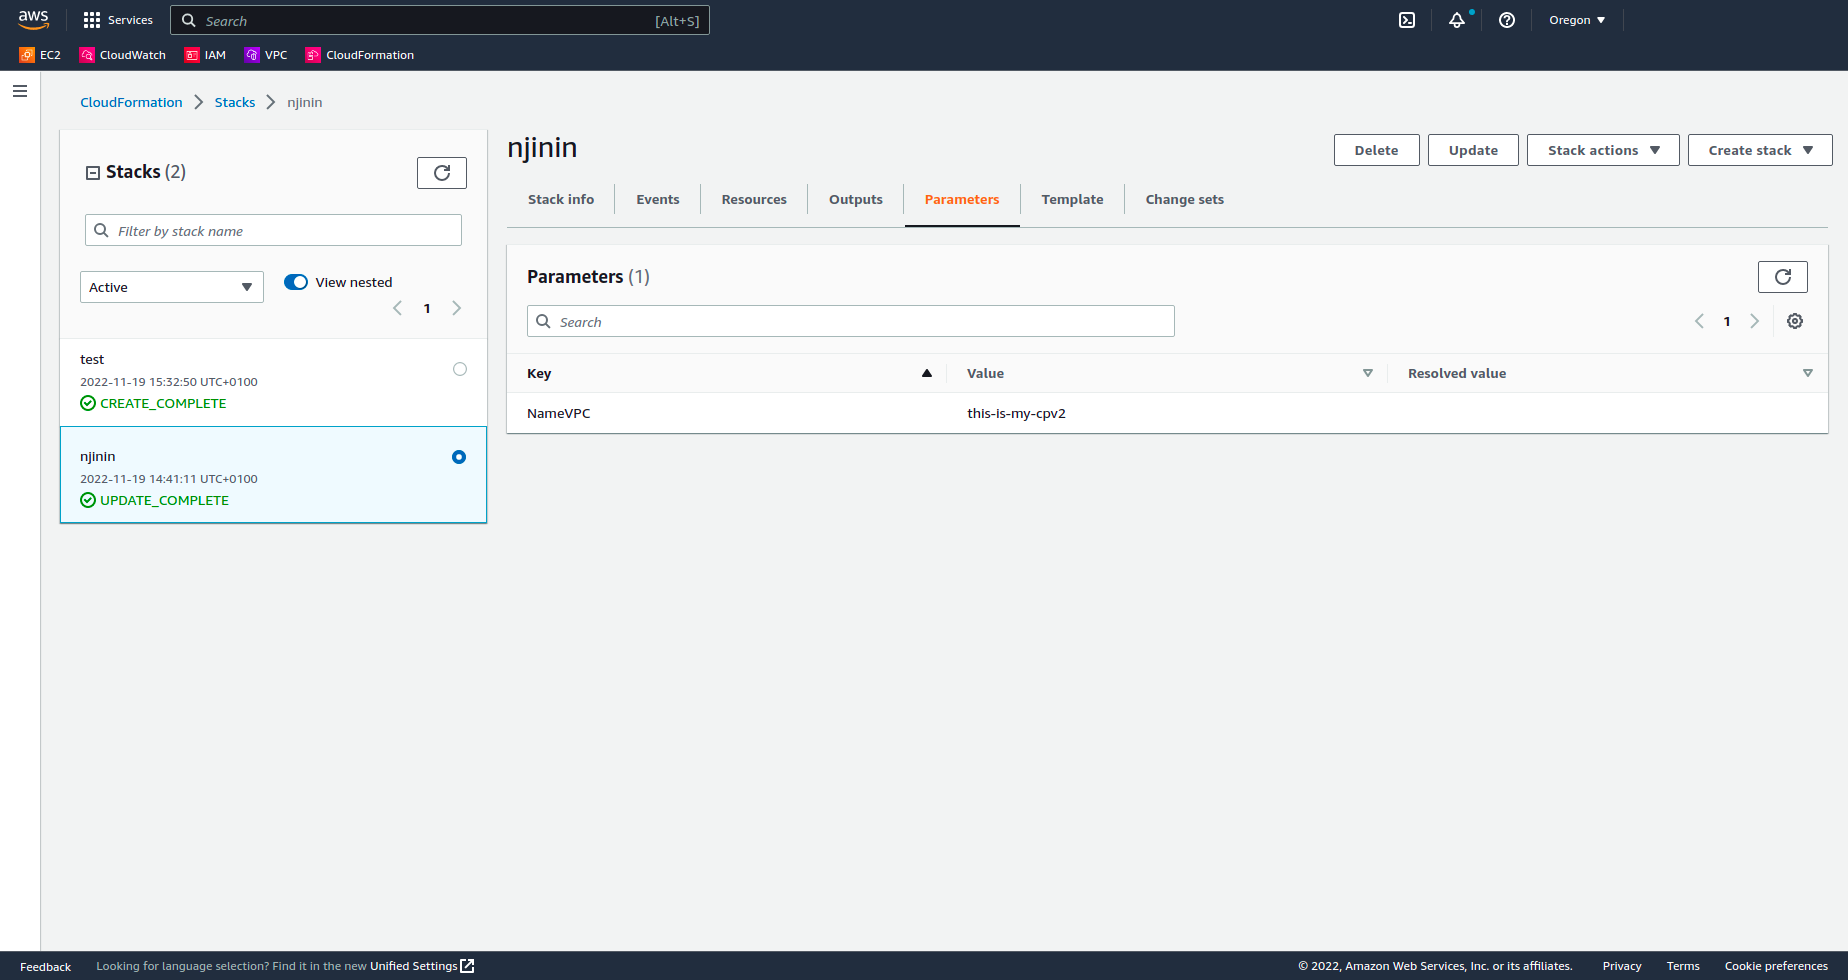 aws
Services
Search [Alt+S]
Oregon
EC2 CloudWatch IAM VPC CloudFormation
CloudFormation Stacks njinin
Stacks (2)
Filter by stack name
Active
View nested
1
test
2022-11-19 15:32:50 UTC+0100
CREATE_COMPLETE
njinin
2022-11-19 14:41:11 UTC+0100
UPDATE_COMPLETE
njinin
Delete Update Stack actions Create stack
Stack info Events Resources Outputs Parameters Template Change sets
Parameters (1)
Search
1
Key Value Resolved value
NameVPC this-is-my-cpv2
Feedback Looking for language selection? Find it in the new Unified Settings © 2022, Amazon Web Services, Inc. or its affiliates. Privacy Terms Cookie preferences